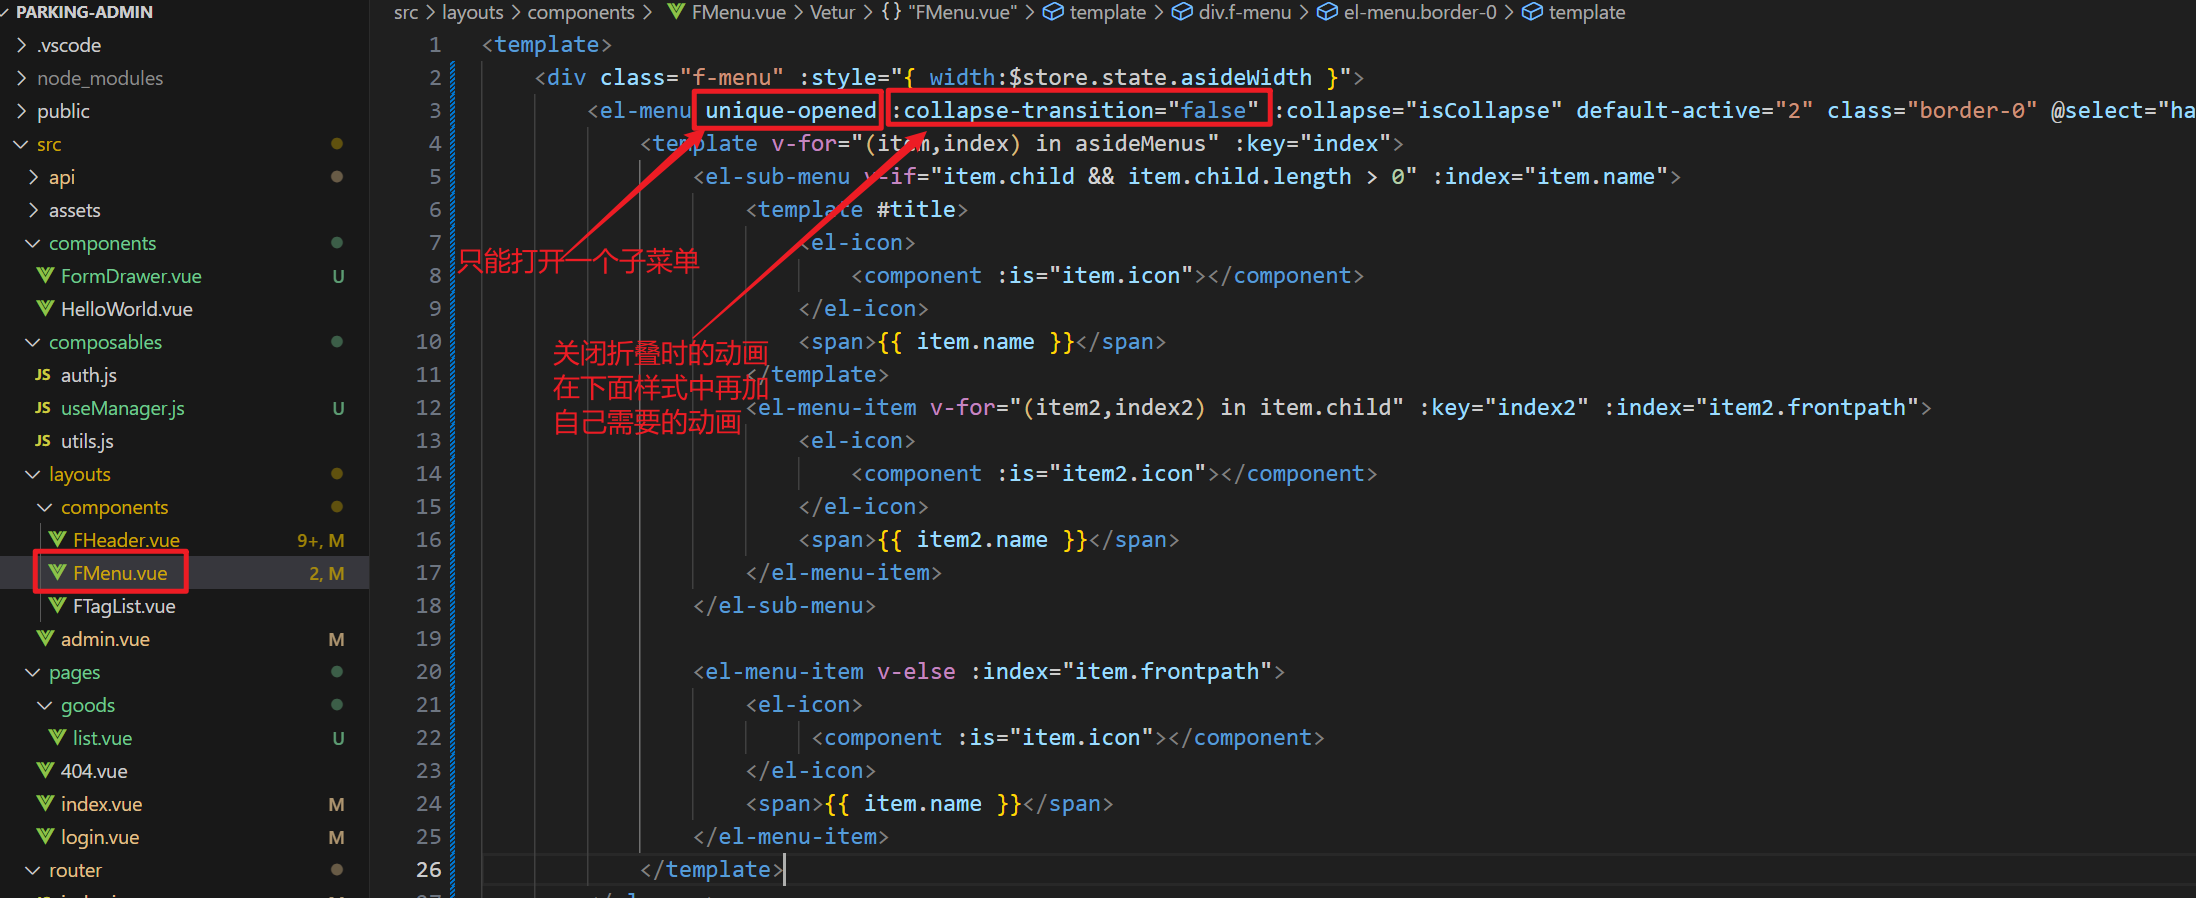 PARKING-ADMIN
.vscode
node_modules
public
src
api
assets
components
FormDrawer.vue U
HelloWorld.vue
composables
JS auth.js
JS useManager.js U
JS utils.js
layouts
components
FHeader.vue 9+, M
FMenu.vue 2, M
FTagList.vue
admin.vue M
pages
goods
list.vue U
404.vue
index.vue M
login.vue M
router
src > layouts > components > FMenu.vue > Vetur > {} "FMenu.vue" > template > div.f-menu > el-menu.border-0 > template
1 <template>
2 <div class="f-menu" :style="{ width:$store.state.asideWidth }">
3 <el-menu unique-opened :collapse-transition="false" :collapse="isCollapse" default-active="2" class="border-0" @select="ha
4 <template v-for="(item,index) in asideMenus" :key="index">
5 <el-sub-menu v-if="item.child && item.child.length > 0" :index="item.name">
6 <template #title>
7 <el-icon>
只能打开一个子菜单
8 <component :is="item.icon"></component>
9 </el-icon>
10 <span>{{ item.name }}</span>
关闭折叠时的动画
11 </template>
在下面样式中再加
12 <el-menu-item v-for="(item2,index2) in item.child" :key="index2" :index="item2.frontpath">
自己需要的动画
13 <el-icon>
14 <component :is="item2.icon"></component>
15 </el-icon>
16 <span>{{ item2.name }}</span>
17 </el-menu-item>
18 </el-sub-menu>
19
20 <el-menu-item v-else :index="item.frontpath">
21 <el-icon>
22 <component :is="item.icon"></component>
23 </el-icon>
24 <span>{{ item.name }}</span>
25 </el-menu-item>
26 </template>